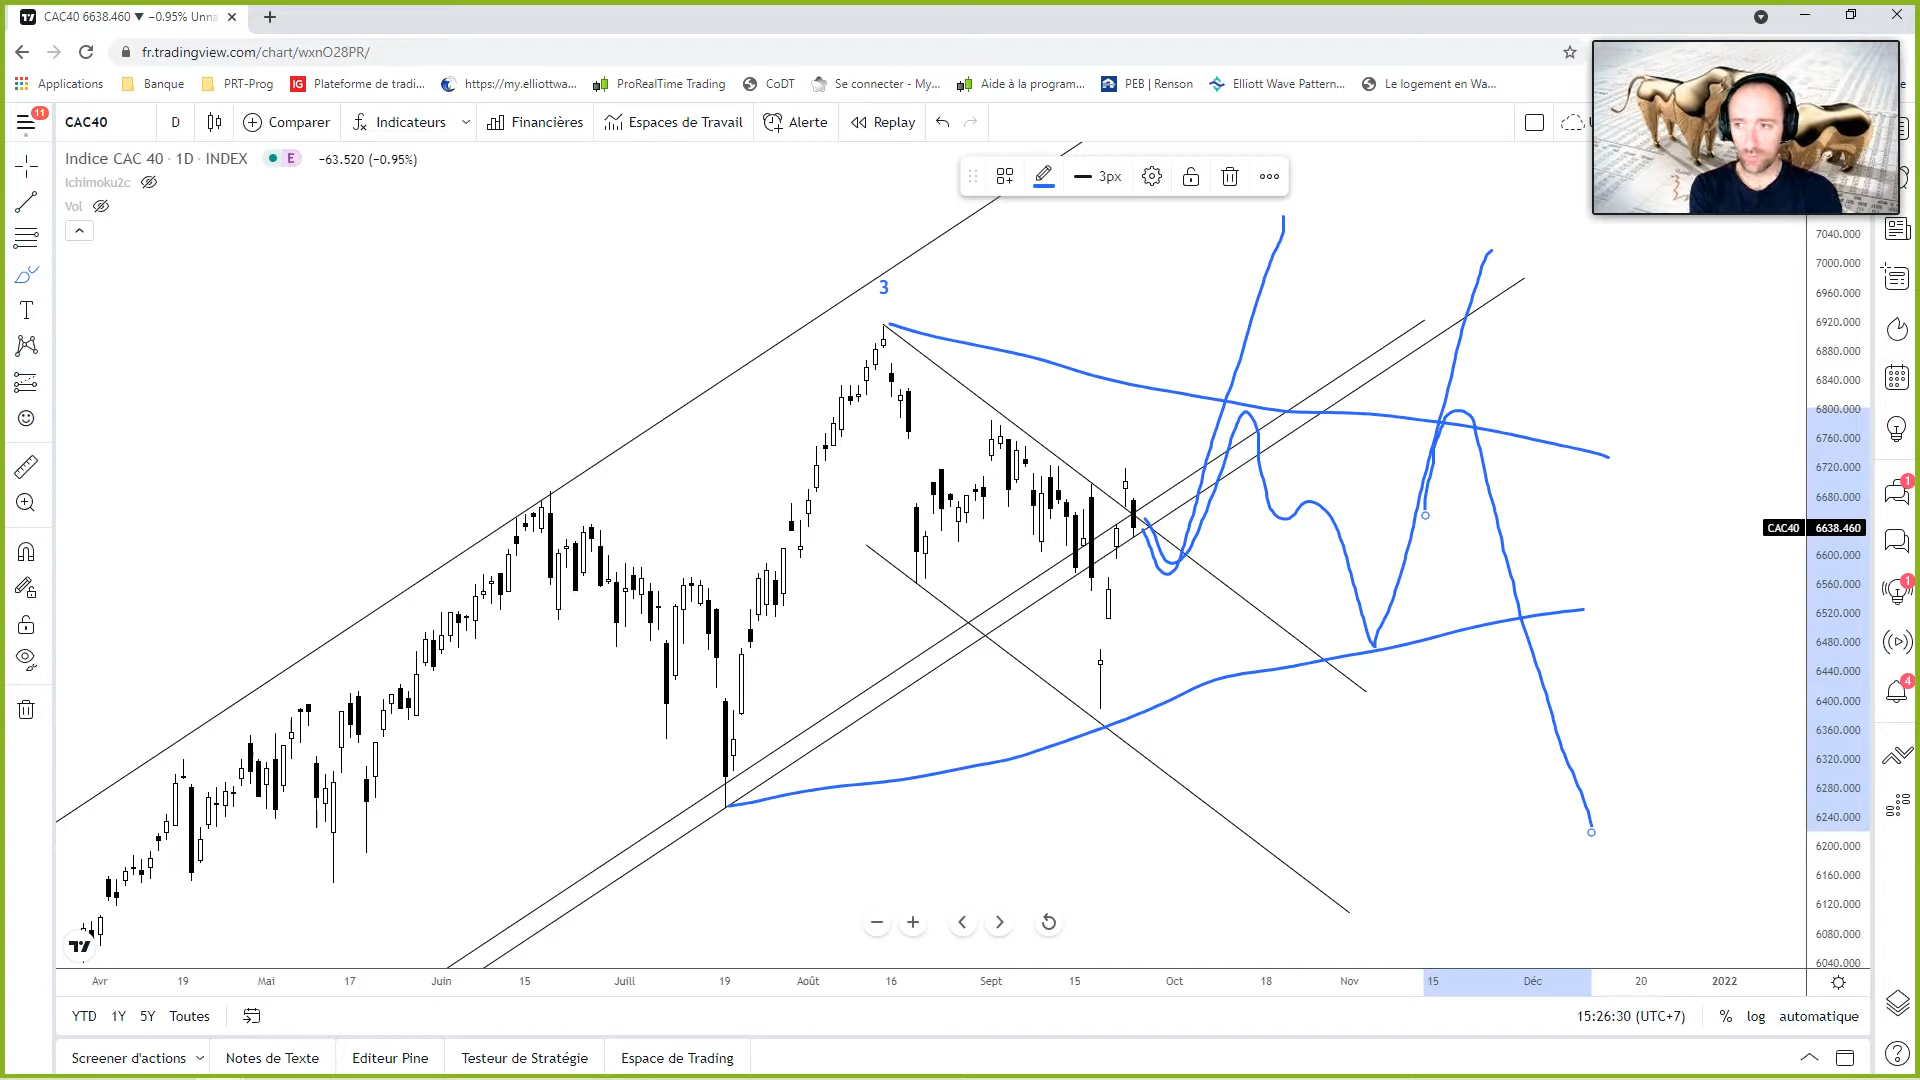 CAC40 6638.460 ▼ −0.95% Unna
fr.tradingview.com/chart/wxnO28PR/
Applications Banque PRT-Prog IG Plateforme de tradi... https://my.elliottwa... ProRealTime Trading CoDT Se connecter - My... Aide à la program... PEB | Renson Elliott Wave Pattern... Le logement en Wa...
11
CAC40 D Comparer Indicateurs Financières Espaces de Travail Alerte Replay
Indice CAC 40 · 1D · INDEX E −63.520 (−0.95%)
Ichimoku2c
Vol
3px
3
7040.000
7000.000
6960.000
6920.000
6880.000
6840.000
6800.000
6760.000
6720.000
6680.000
CAC40 6638.460
6600.000
6560.000
6520.000
6480.000
6440.000
6400.000
6360.000
6320.000
6280.000
6240.000
6200.000
6160.000
6120.000
6080.000
6040.000
1
1
4
Avr 19 Mai 17 Juin 15 Juill 19 Août 16 Sept 15 Oct 18 Nov 15 Déc 20 2022
YTD 1Y 5Y Toutes 15:26:30 (UTC+7) % log automatique
Screener d'actions Notes de Texte Editeur Pine Testeur de Stratégie Espace de Trading